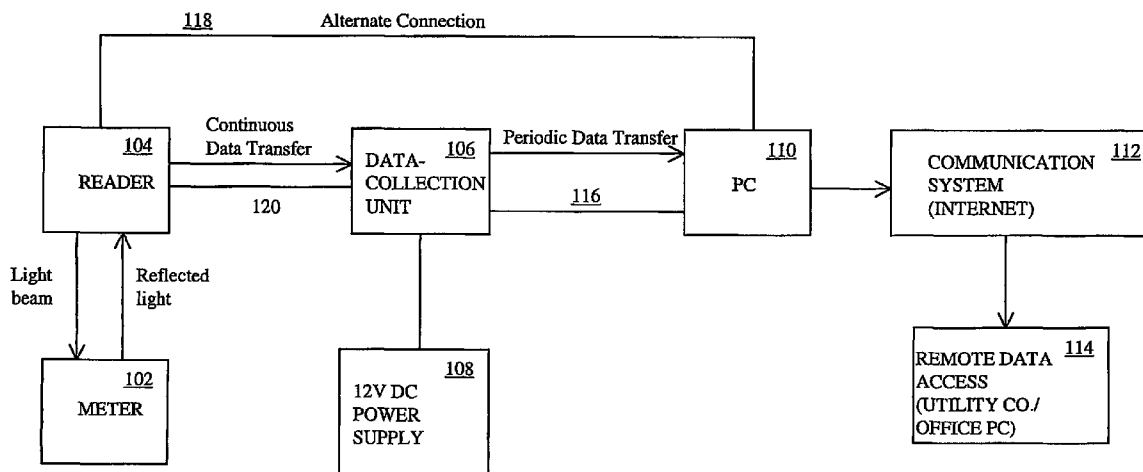 118
Alternate Connection
104
READER
Continuous
Data Transfer
120
106
DATA-
COLLECTION
UNIT
Periodic Data Transfer
116
110
PC
112
COMMUNICATION
SYSTEM
(INTERNET)
Light
beam
Reflected
light
102
METER
108
12V DC
POWER
SUPPLY
114
REMOTE DATA
ACCESS
(UTILITY CO./
OFFICE PC)